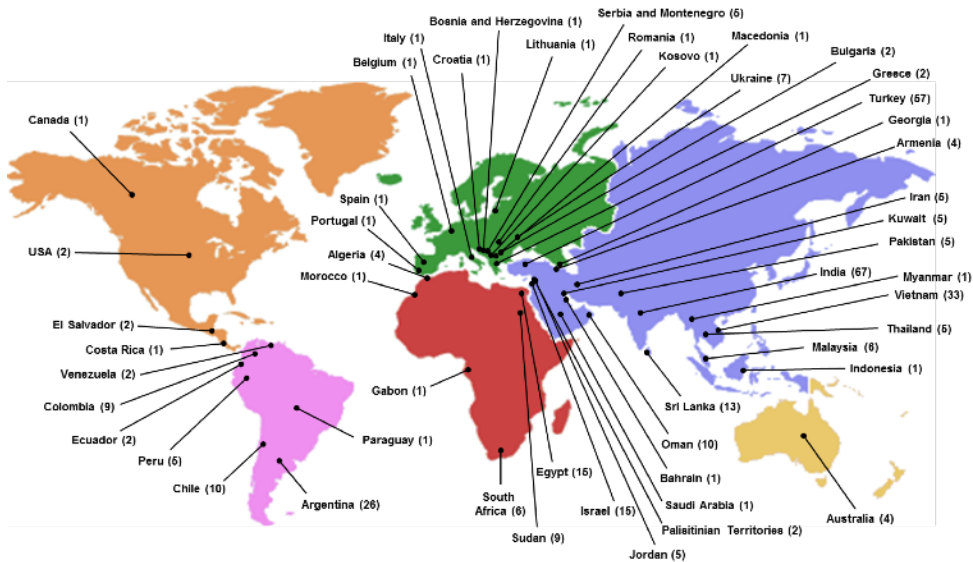 Bosnia and Herzegovina (1)
Serbia and Montenegro (5)
Italy (1)
Lithuania (1)
Romania (1)
Macedonia (1)
Belgium (1)
Croatia (1)
Kosovo (1)
Bulgaria (2)
Ukraine (7)
Greece (2)
Turkey (57)
Canada (1)
Georgia (1)
Armenia (4)
Spain (1)
Iran (5)
Portugal (1)
Kuwait (5)
USA (2)
Algeria (4)
Pakistan (5)
Morocco (1)
India (67)
Myanmar (1)
Vietnam (33)
El Salvador (2)
Thailand (5)
Costa Rica (1)
Malaysia (6)
Venezuela (2)
Gabon (1)
Indonesia (1)
Colombia (9)
Sri Lanka (13)
Ecuador (2)
Paraguay (1)
Oman (10)
Peru (5)
Egypt (15)
Bahrain (1)
Chile (10)
Argentina (26)
South
Africa (6)
Israel (15)
Saudi Arabia (1)
Australia (4)
Sudan (9)
Palisitinian Territories (2)
Jordan (5)